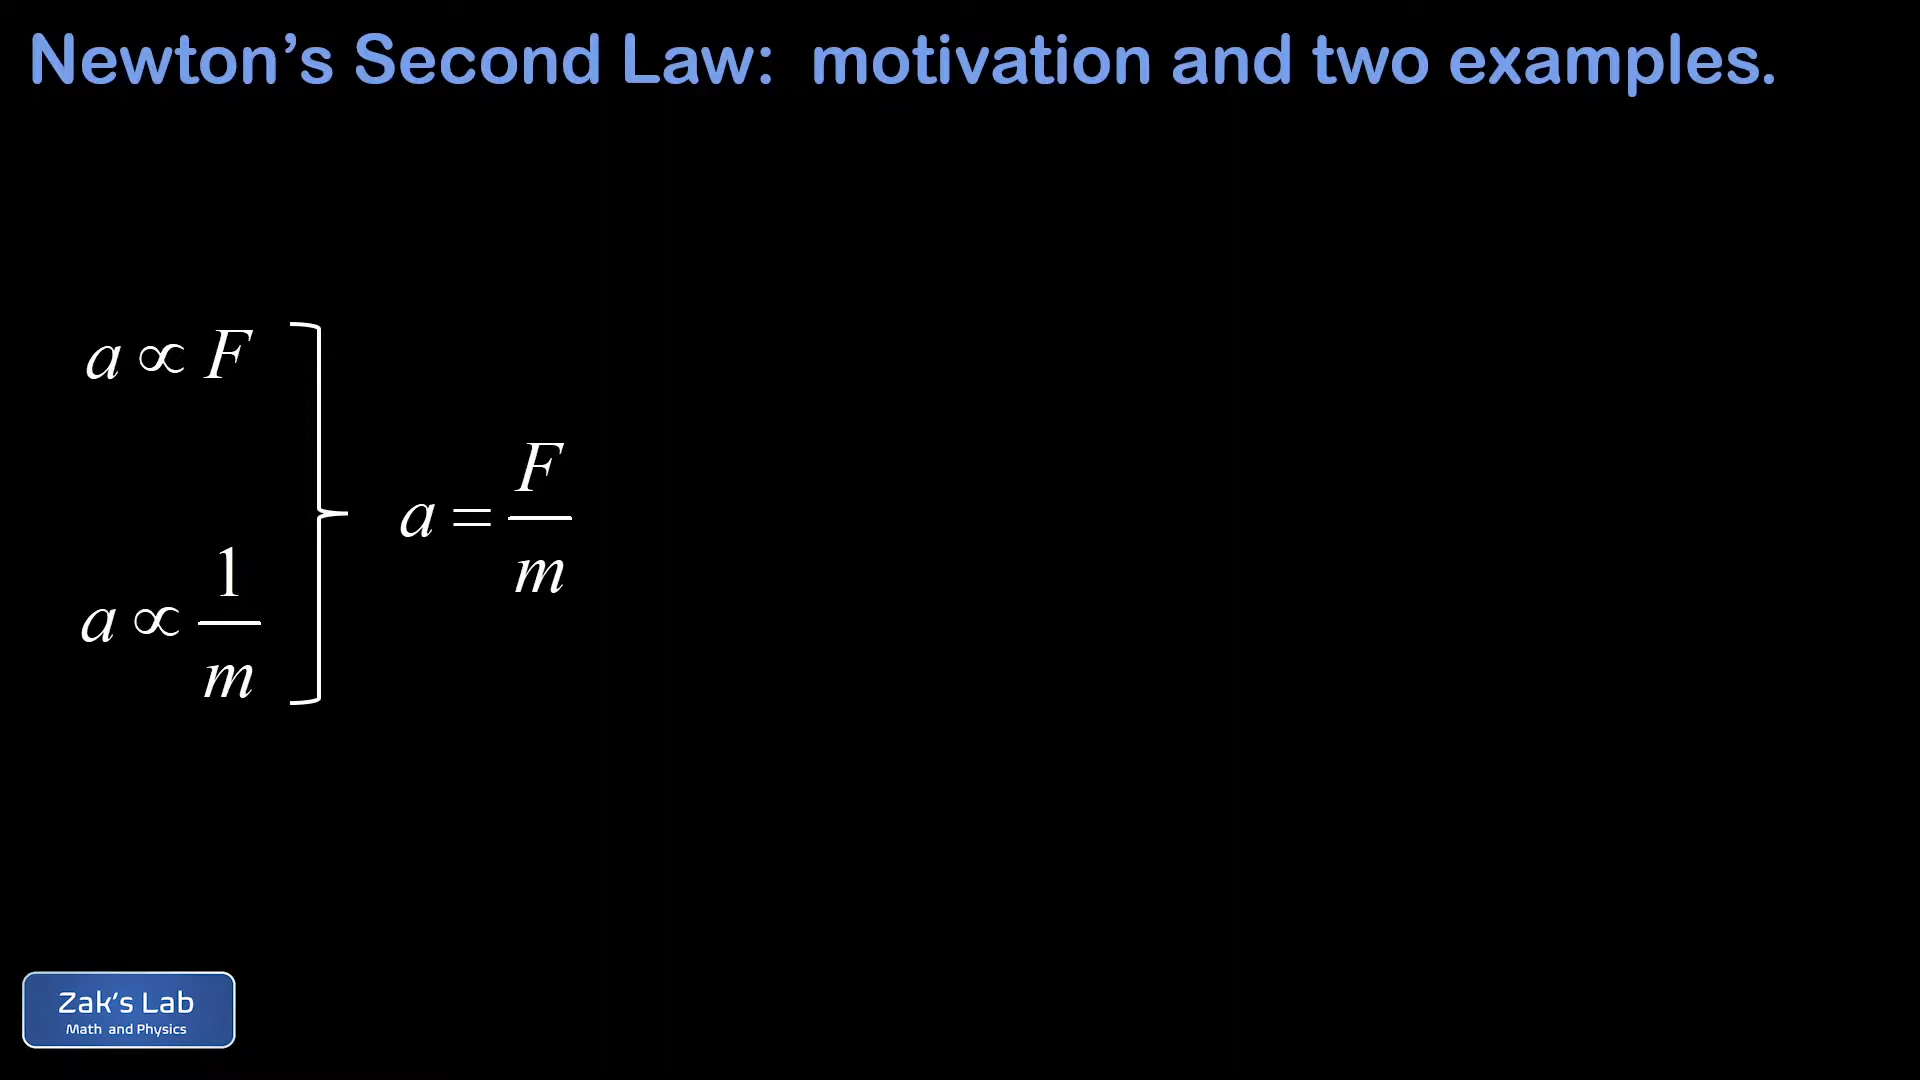 Newton’s Second Law:  motivation and two examples.
a ∝ F
a ∝ 1/m
a = F/m
Zak’s Lab
Math and Physics